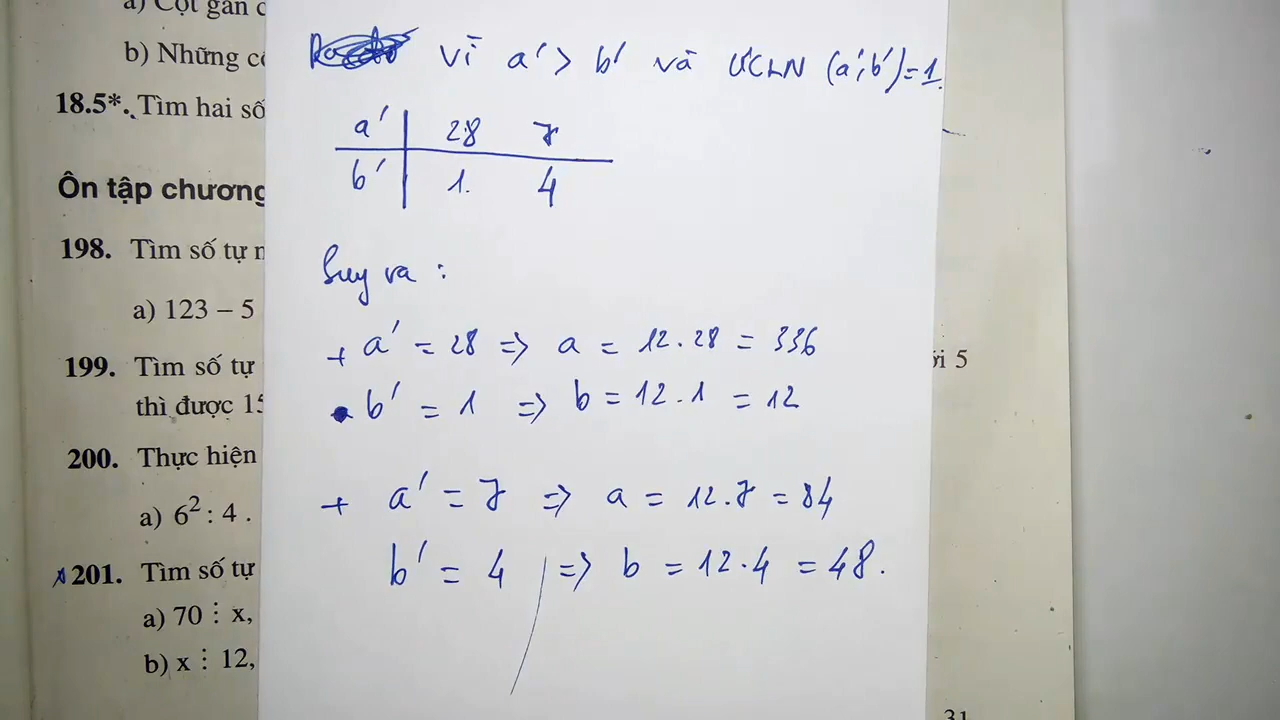 a) Cột gần
b) Những
18.5*. Tìm hai số
Ôn tập chương
198. Tìm số tự
a) 123 – 5
199. Tìm số tự
thì được 15
200. Thực hiện
a) 6² : 4 .
201. Tìm số tự
a) 70 ⋮ x,
b) x ⋮ 12,
Vì a' > b' và ƯCLN (a'; b') = 1.
a' | 28 7
b' | 1. 4
Suy ra :
+ a' = 28 => a = 12 . 28 = 336
b' = 1 => b = 12 . 1 = 12
+ a' = 7 => a = 12 . 7 = 84
b' = 4 => b = 12 . 4 = 48.
5
31